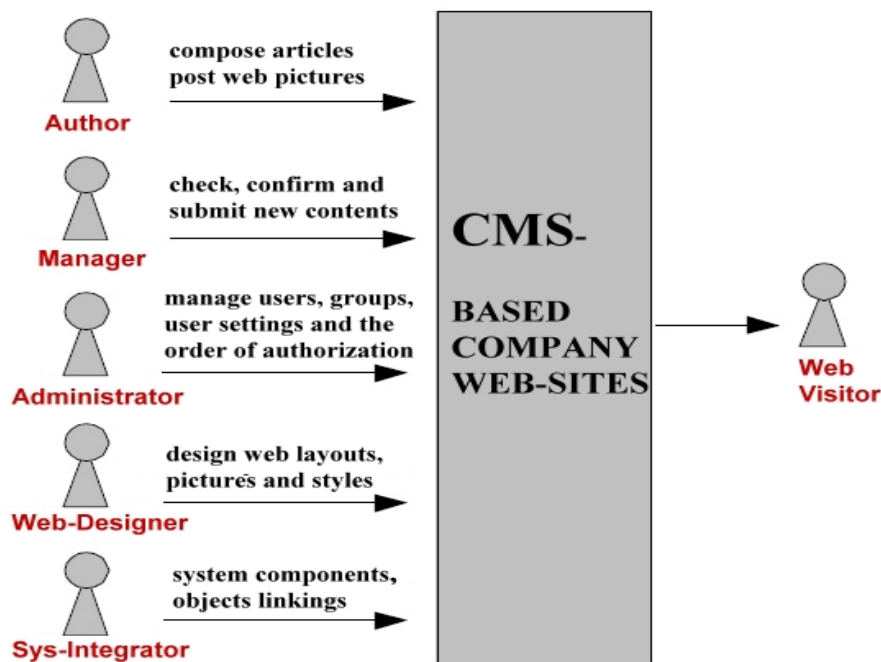 compose articles
post web pictures
Author
check, confirm and
submit new contents
Manager
manage users, groups,
user settings and the
order of authorization
Administrator
design web layouts,
pictures and styles
Web-Designer
system components,
objects linkings
Sys-Integrator
CMS-
BASED
COMPANY
WEB-SITES
Web
Visitor